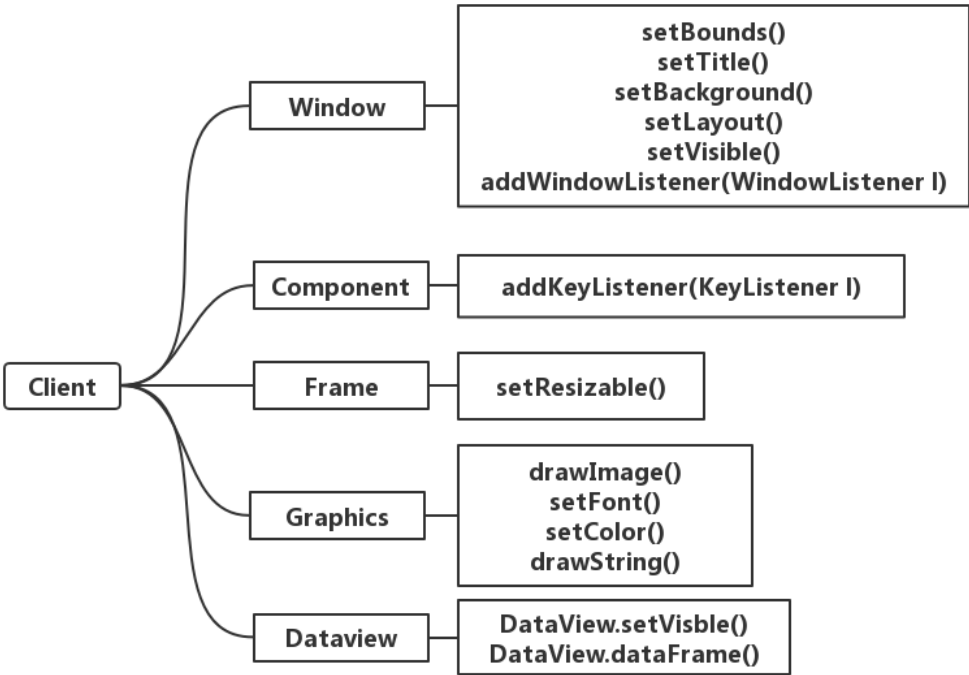 Client
Window
setBounds()
setTitle()
setBackground()
setLayout()
setVisible()
addWindowListener(WindowListener l)
Component
addKeyListener(KeyListener l)
Frame
setResizable()
Graphics
drawImage()
setFont()
setColor()
drawString()
Dataview
DataView.setVisble()
DataView.dataFrame()